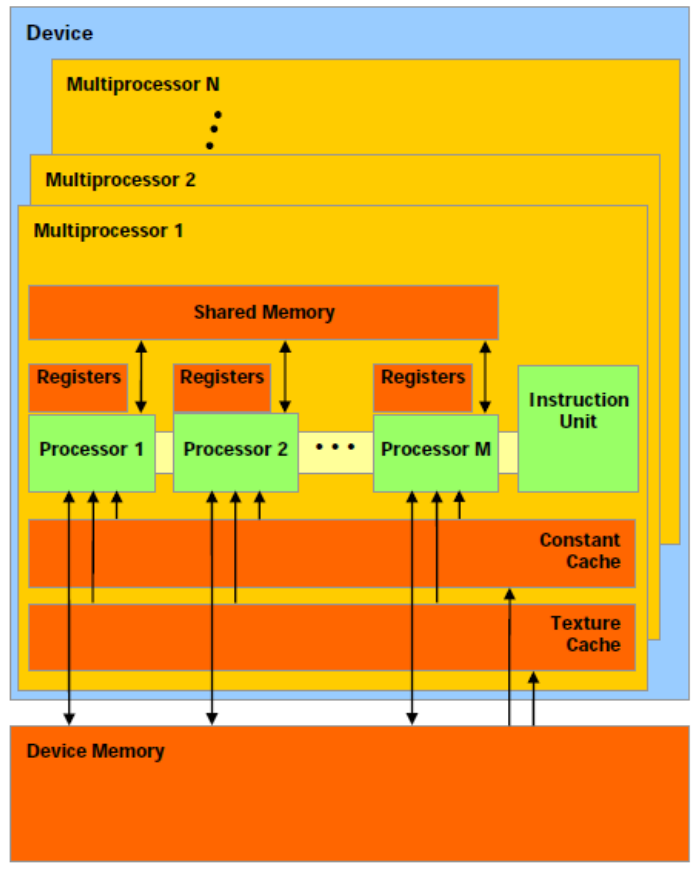 Device
Multiprocessor N
Multiprocessor 2
Multiprocessor 1
Shared Memory
Registers
Registers
Registers
Instruction
Unit
Processor 1
Processor 2
Processor M
Constant
Cache
Texture
Cache
Device Memory